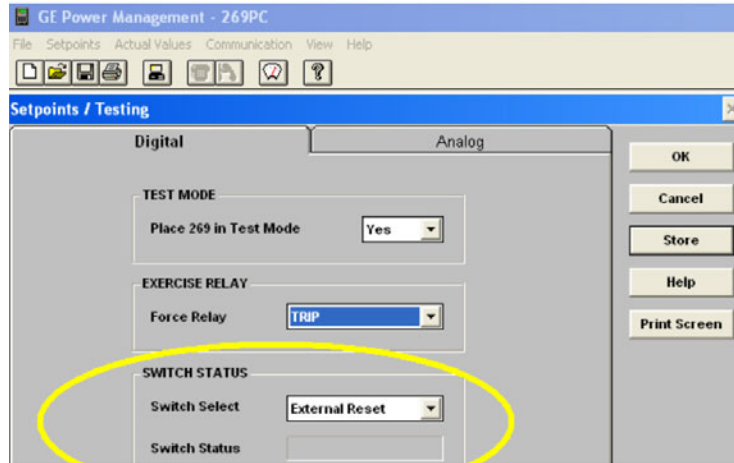 GE Power Management - 269PC
File Setpoints Actual Values Communication View Help
Setpoints / Testing
Digital Analog
OK
TEST MODE
Cancel
Place 269 in Test Mode Yes
Store
EXERCISE RELAY
Help
Force Relay TRIP
Print Screen
SWITCH STATUS
Switch Select External Reset
Switch Status